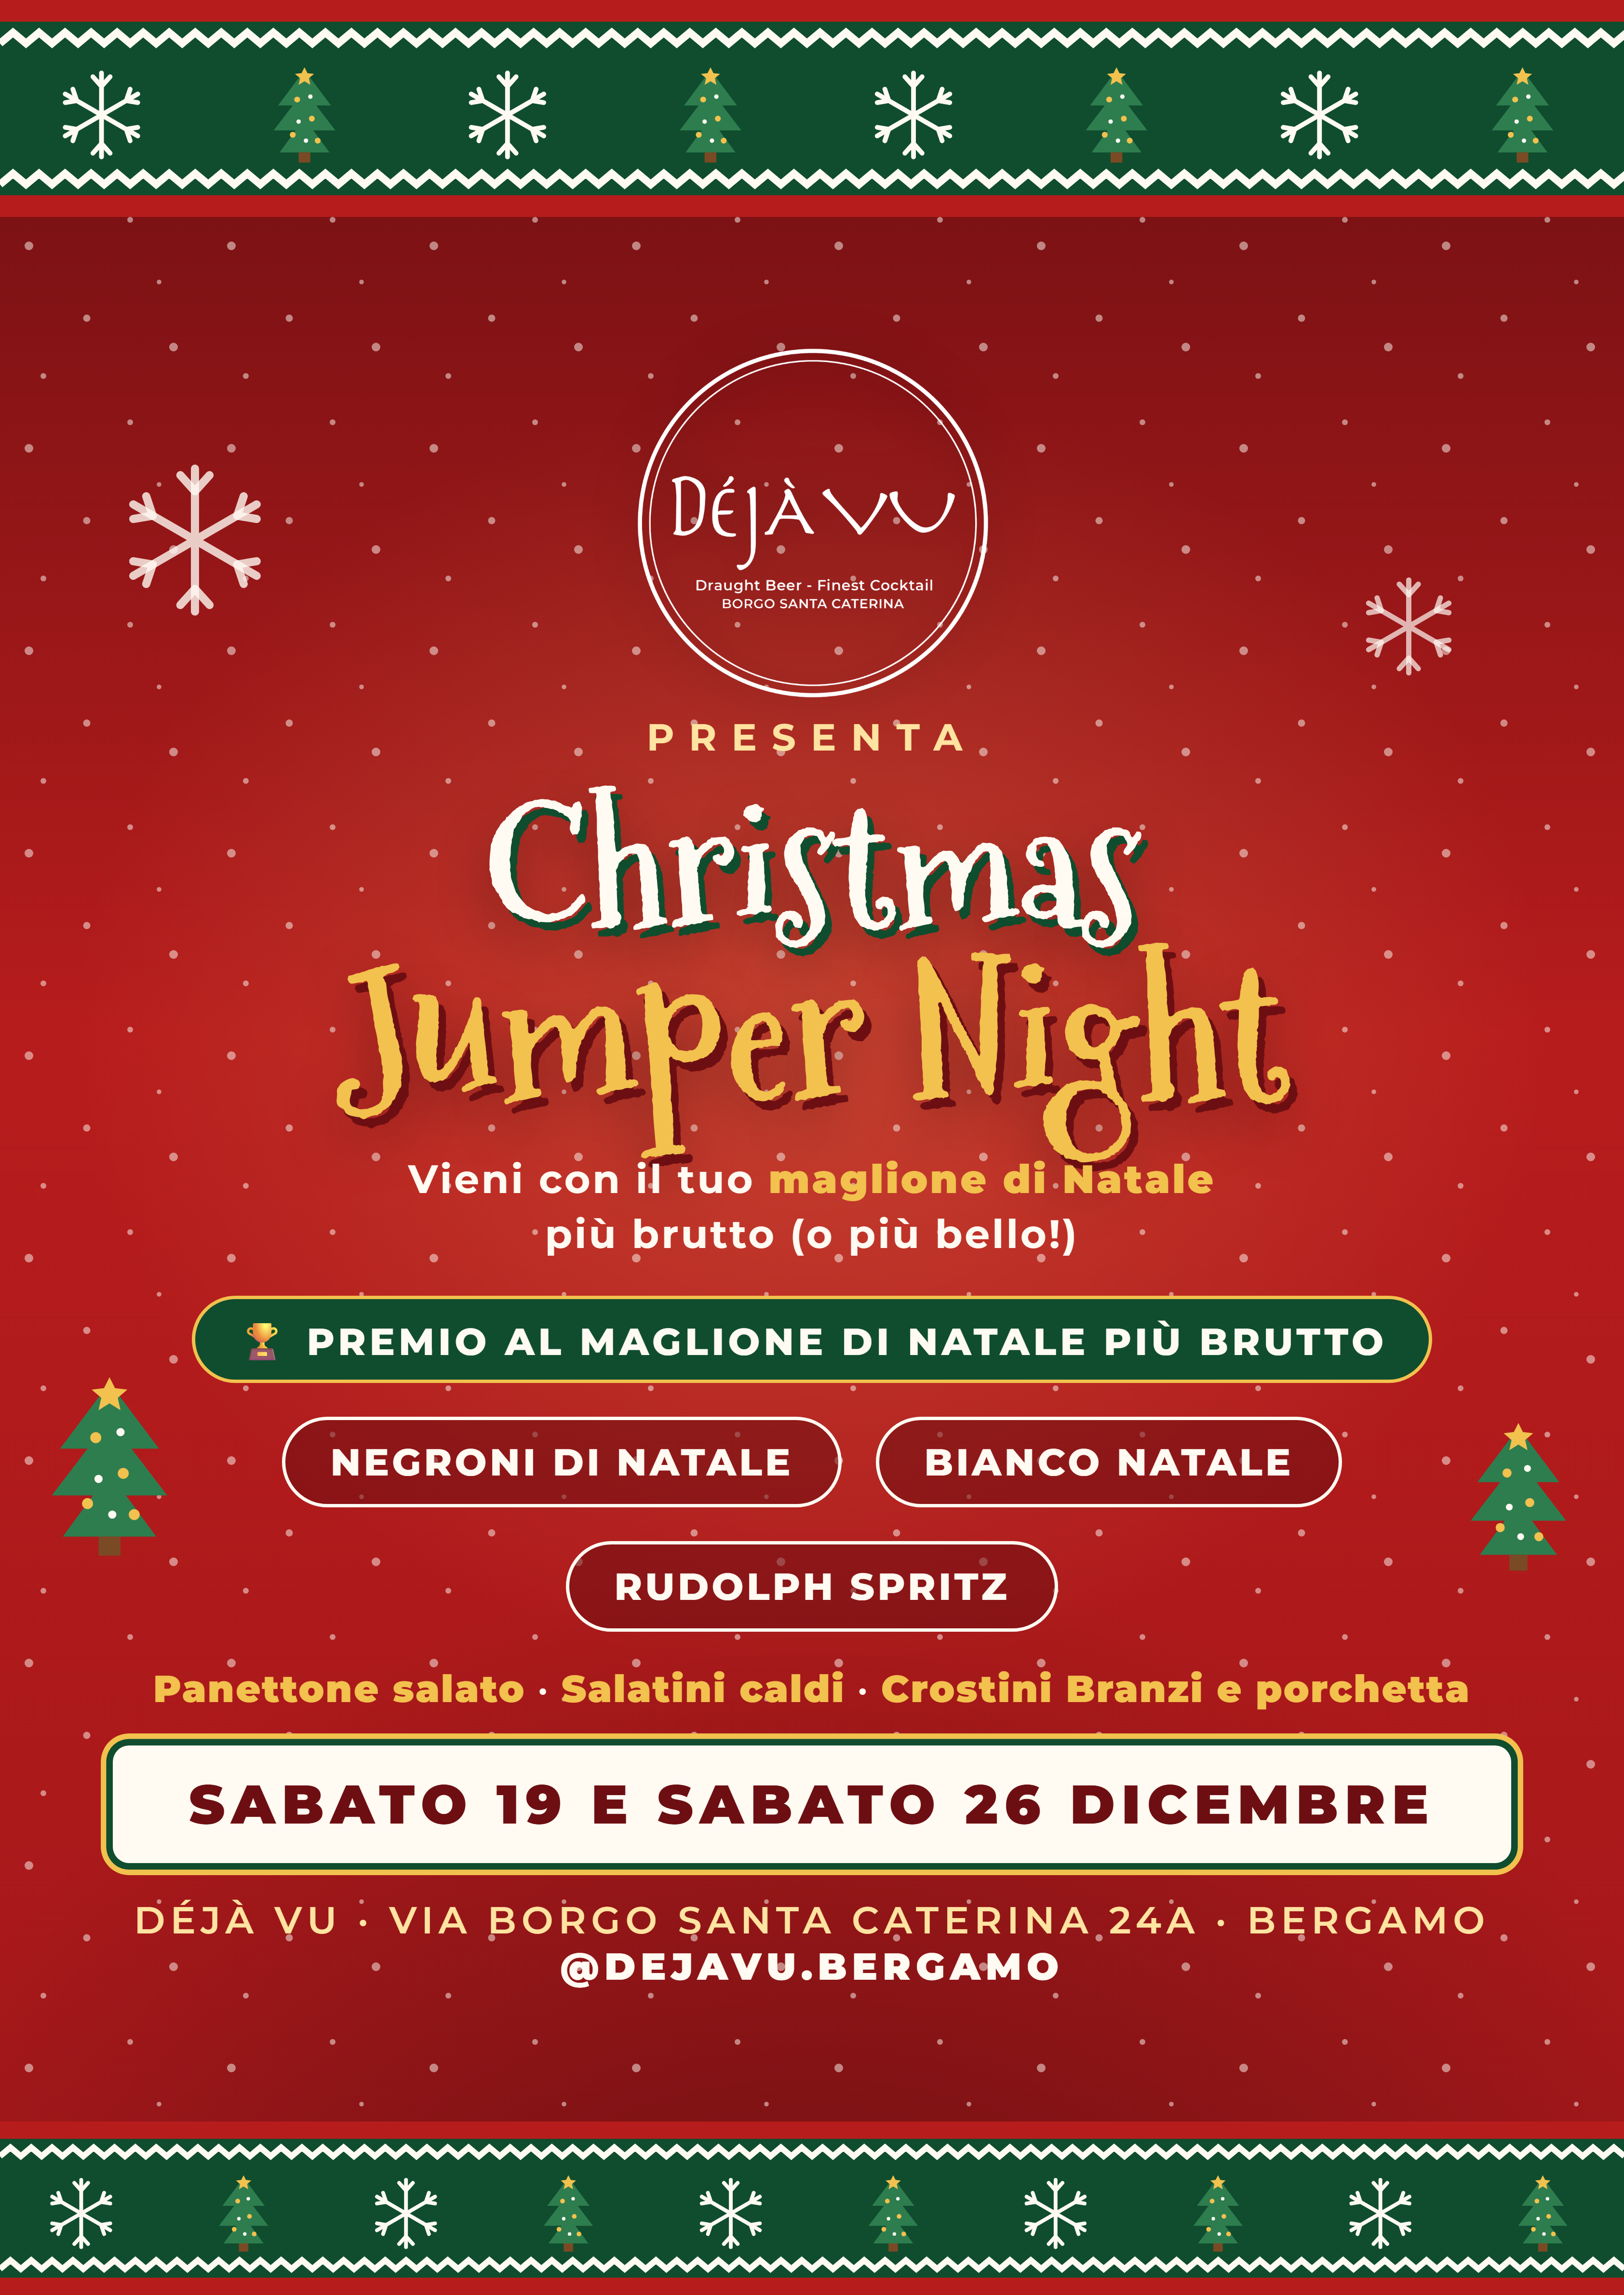 DÉJÀ VU
Draught Beer - Finest Cocktail
BORGO SANTA CATERINA
PRESENTA
Christmas
Jumper Night
Vieni con il tuo maglione di Natale
più brutto (o più bello!)
🏆 PREMIO AL MAGLIONE DI NATALE PIÙ BRUTTO
NEGRONI DI NATALE
BIANCO NATALE
RUDOLPH SPRITZ
Panettone salato · Salatini caldi · Crostini Branzi e porchetta
SABATO 19 E SABATO 26 DICEMBRE
DÉJÀ VU · VIA BORGO SANTA CATERINA 24A · BERGAMO
@DEJAVU.BERGAMO